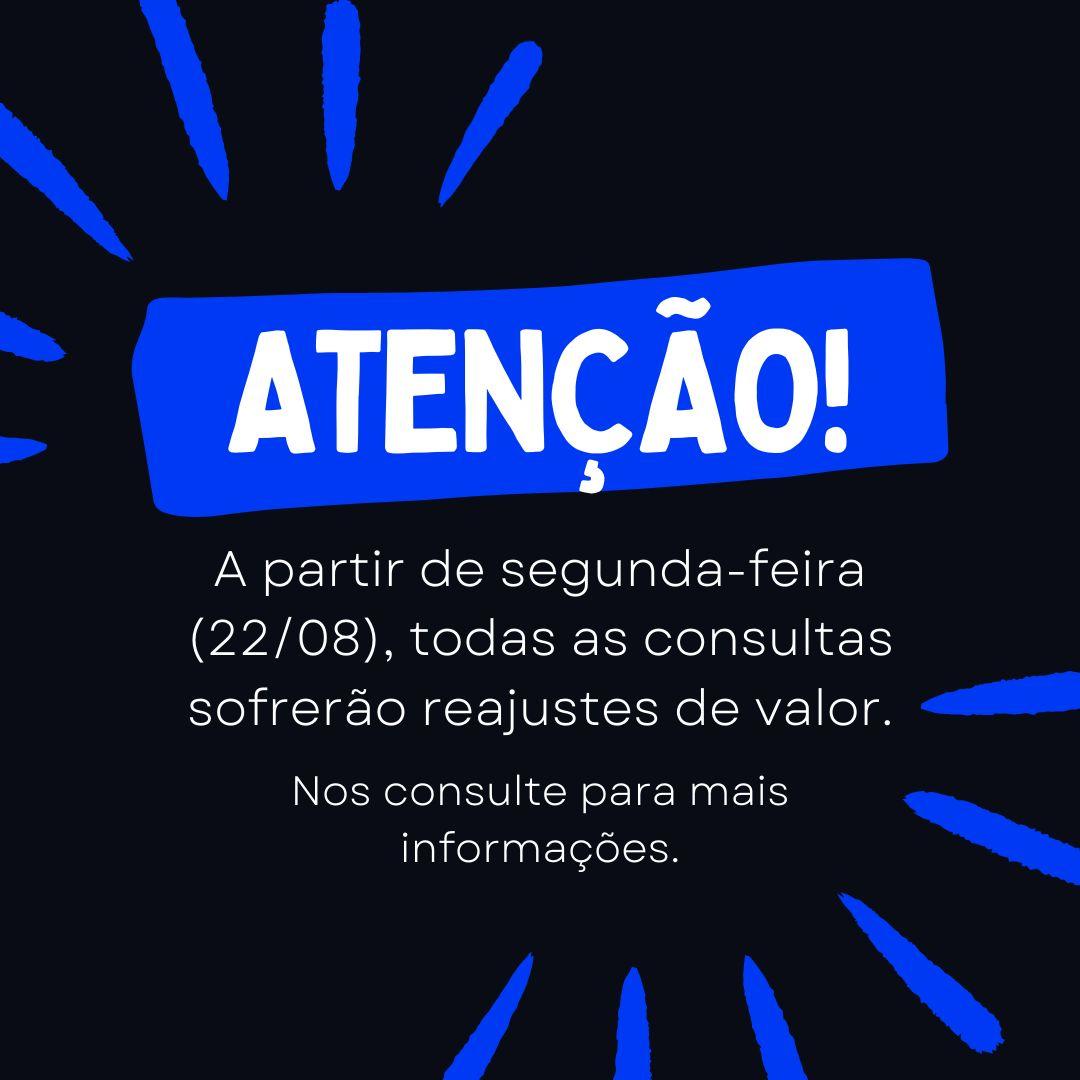 ATENÇÃO!
A partir de segunda-feira
(22/08), todas as consultas
sofrerão reajustes de valor.
Nos consulte para mais
informações.